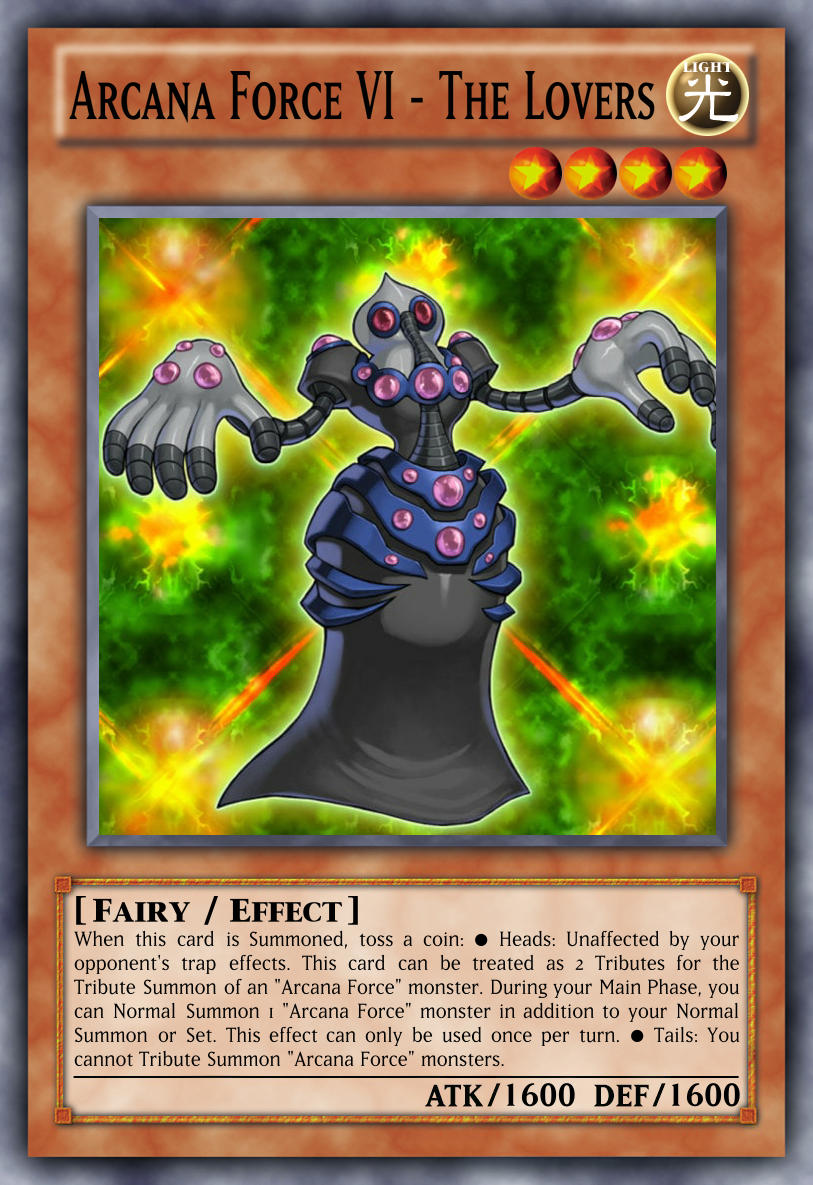 Arcana Force VI - The Lovers
LIGHT
光
[ Fairy / Effect ]
When this card is Summoned, toss a coin: ● Heads: Unaffected by your
opponent's trap effects. This card can be treated as 2 Tributes for the
Tribute Summon of an "Arcana Force" monster. During your Main Phase, you
can Normal Summon 1 "Arcana Force" monster in addition to your Normal
Summon or Set. This effect can only be used once per turn. ● Tails: You
cannot Tribute Summon "Arcana Force" monsters.
ATK/1600 DEF/1600